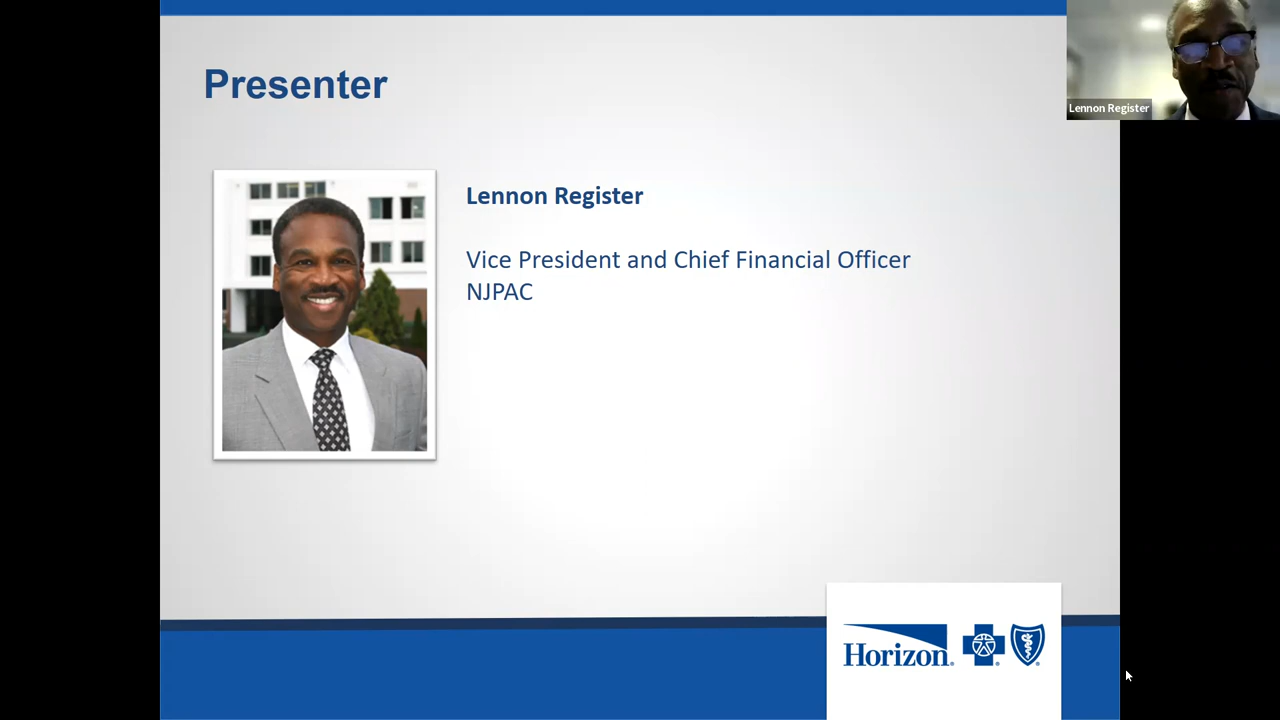 Presenter
Lennon Register
Lennon Register
Vice President and Chief Financial Officer
NJPAC
Horizon